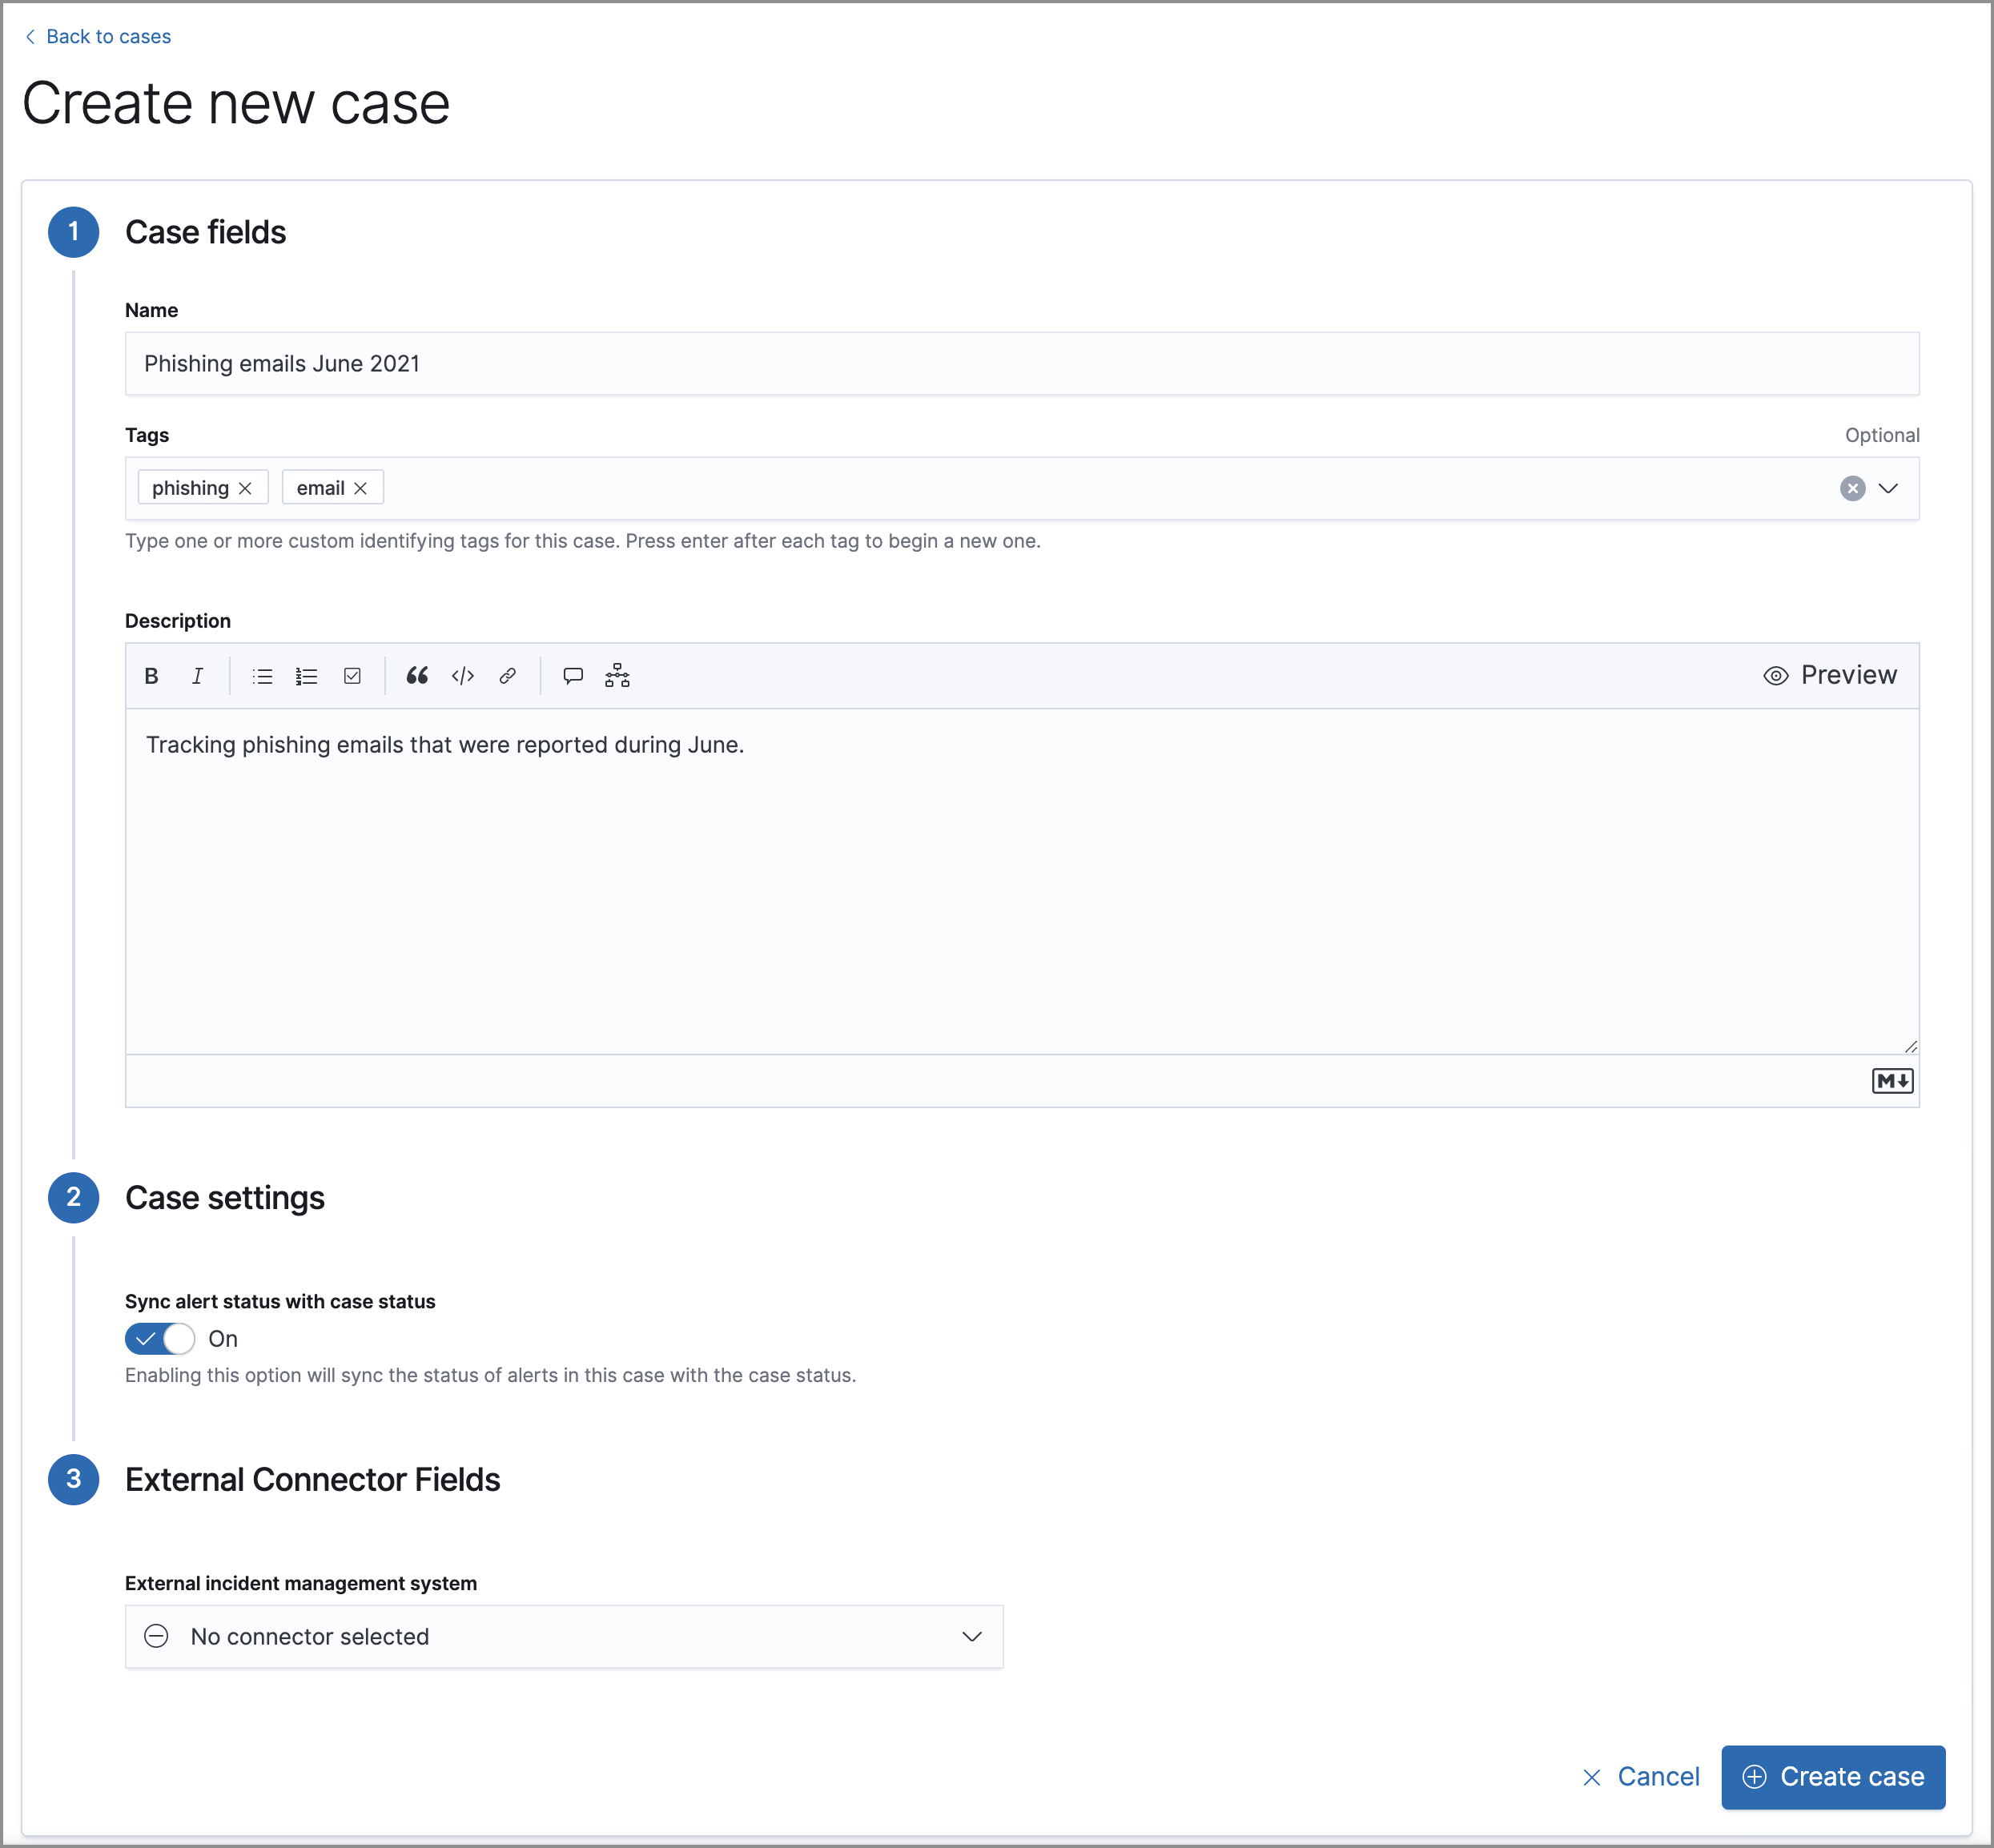 Back to cases
Create new case
1 Case fields
Name
Phishing emails June 2021
Tags Optional
phishing email
Type one or more custom identifying tags for this case. Press enter after each tag to begin a new one.
Description
B I Preview
Tracking phishing emails that were reported during June.
M
2 Case settings
Sync alert status with case status
On
Enabling this option will sync the status of alerts in this case with the case status.
3 External Connector Fields
External incident management system
No connector selected
Cancel Create case